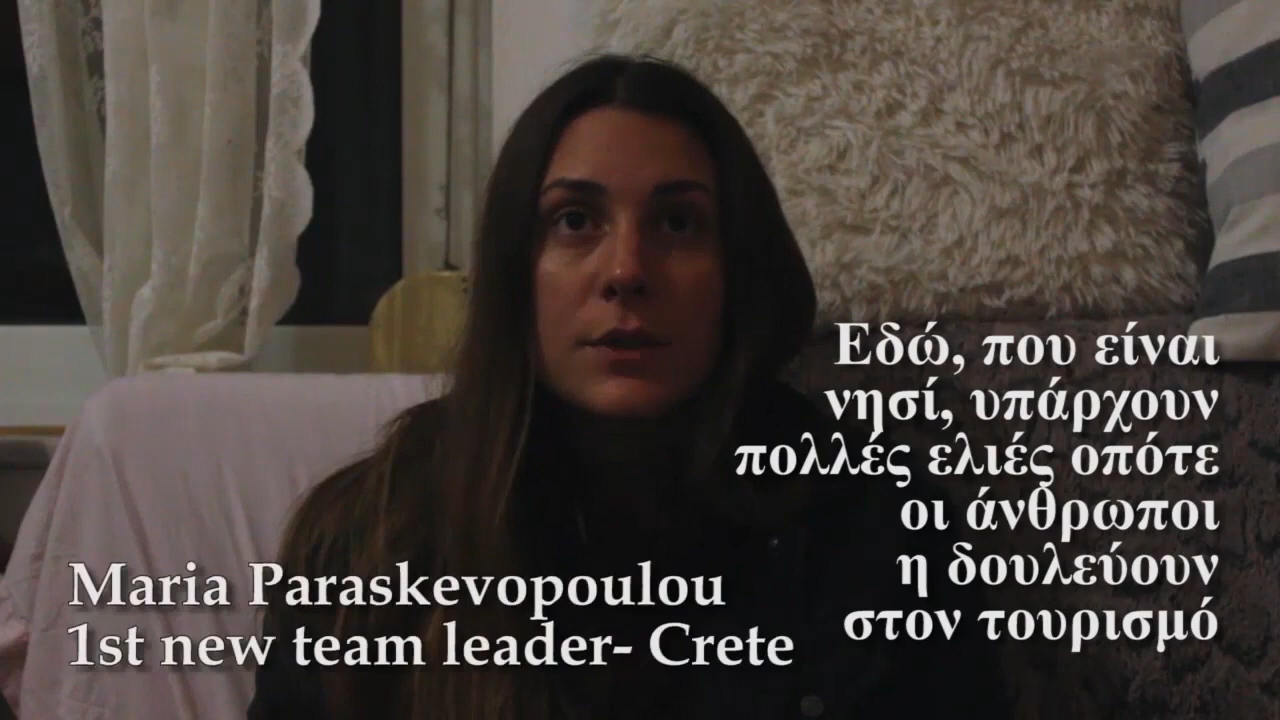 Εδώ, που είναι
νησί, υπάρχουν
πολλές ελιές οπότε
οι άνθρωποι
η δουλεύουν
στον τουρισμό
Maria Paraskevopoulou
1st new team leader- Crete